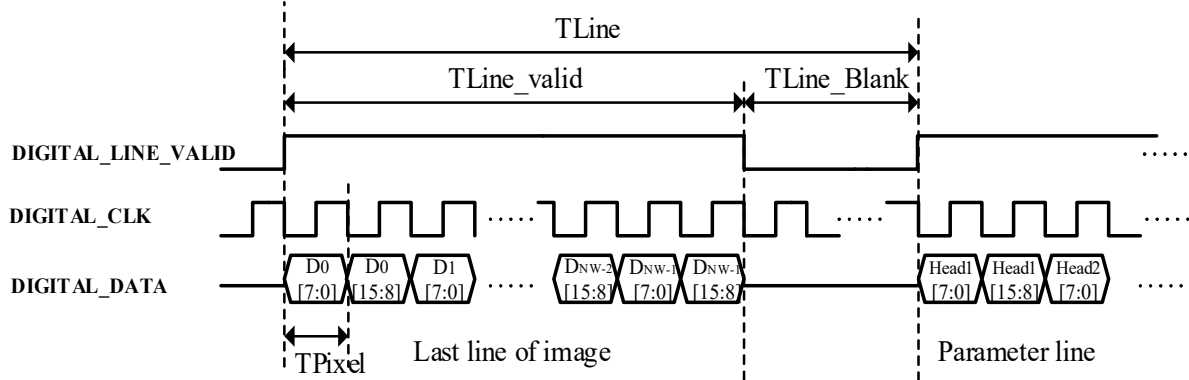 TLine
TLine_valid TLine_Blank
DIGITAL_LINE_VALID ·····
DIGITAL_CLK ····· ····· ·····
DIGITAL_DATA
D0 [7:0]
D0 [15:8]
D1 [7:0]
·····
DNW-2 [15:8]
DNW-1 [7:0]
DNW-1 [15:8]
Head1 [7:0]
Head1 [15:8]
Head2 [7:0]
·····
TPixel Last line of image Parameter line